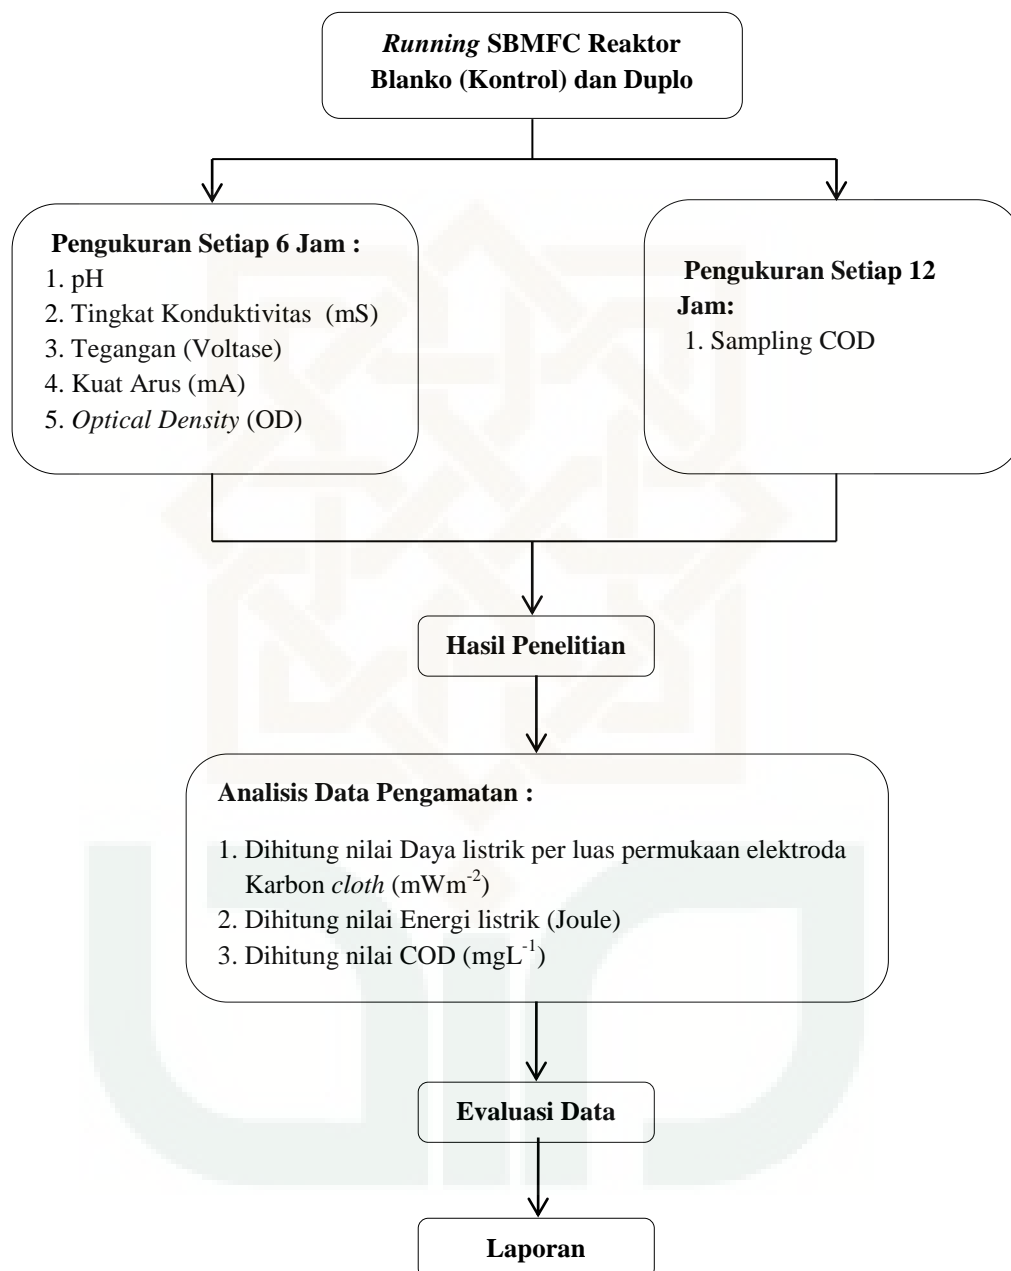 Running SBMFC Reaktor
Blanko (Kontrol) dan Duplo
Pengukuran Setiap 6 Jam :
1. pH
2. Tingkat Konduktivitas (mS)
3. Tegangan (Voltase)
4. Kuat Arus (mA)
5. Optical Density (OD)
Pengukuran Setiap 12
Jam:
1. Sampling COD
Hasil Penelitian
Analisis Data Pengamatan :
1. Dihitung nilai Daya listrik per luas permukaan elektroda
Karbon cloth (mWm⁻²)
2. Dihitung nilai Energi listrik (Joule)
3. Dihitung nilai COD (mgL⁻¹)
Evaluasi Data
Laporan